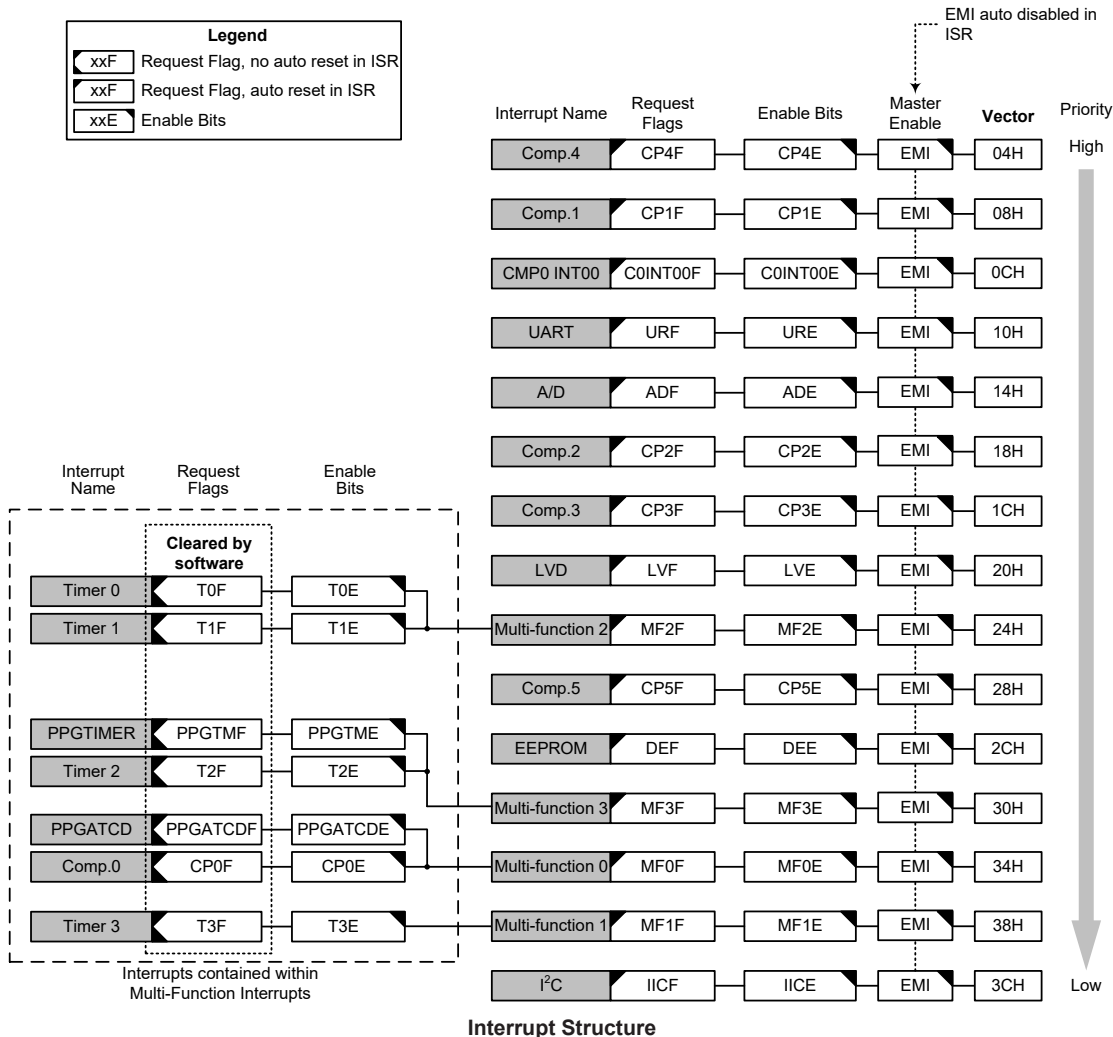 EMI auto disabled in
ISR
Legend
xxF Request Flag, no auto reset in ISR
xxF Request Flag, auto reset in ISR
xxE Enable Bits
Interrupt Name Request Flags Enable Bits Master Enable Vector Priority
Comp.4 CP4F CP4E EMI 04H High
Comp.1 CP1F CP1E EMI 08H
CMP0 INT00 C0INT00F C0INT00E EMI 0CH
UART URF URE EMI 10H
A/D ADF ADE EMI 14H
Comp.2 CP2F CP2E EMI 18H
Comp.3 CP3F CP3E EMI 1CH
LVD LVF LVE EMI 20H
Multi-function 2 MF2F MF2E EMI 24H
Comp.5 CP5F CP5E EMI 28H
EEPROM DEF DEE EMI 2CH
Multi-function 3 MF3F MF3E EMI 30H
Multi-function 0 MF0F MF0E EMI 34H
Multi-function 1 MF1F MF1E EMI 38H
I²C IICF IICE EMI 3CH Low
Interrupt Name Request Flags Enable Bits
Cleared by
software
Timer 0 T0F T0E
Timer 1 T1F T1E
PPGTIMER PPGTMF PPGTME
Timer 2 T2F T2E
PPGATCD PPGATCDF PPGATCDE
Comp.0 CP0F CP0E
Timer 3 T3F T3E
Interrupts contained within
Multi-Function Interrupts
Interrupt Structure